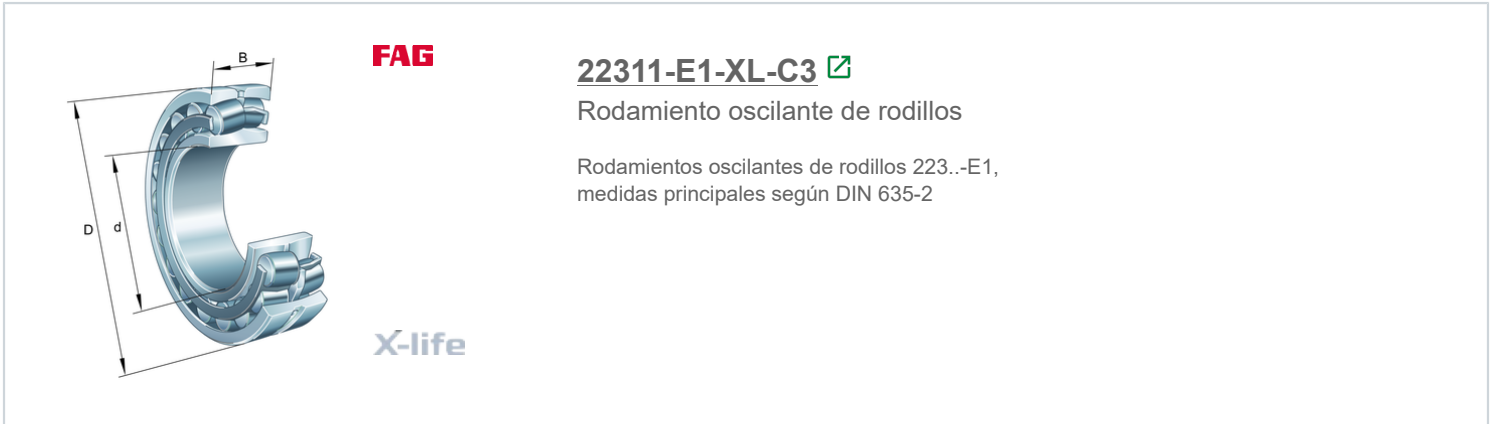 B
FAG
22311-E1-XL-C3
Rodamiento oscilante de rodillos
Rodamientos oscilantes de rodillos 223..-E1,
medidas principales según DIN 635-2
D
d
X-life